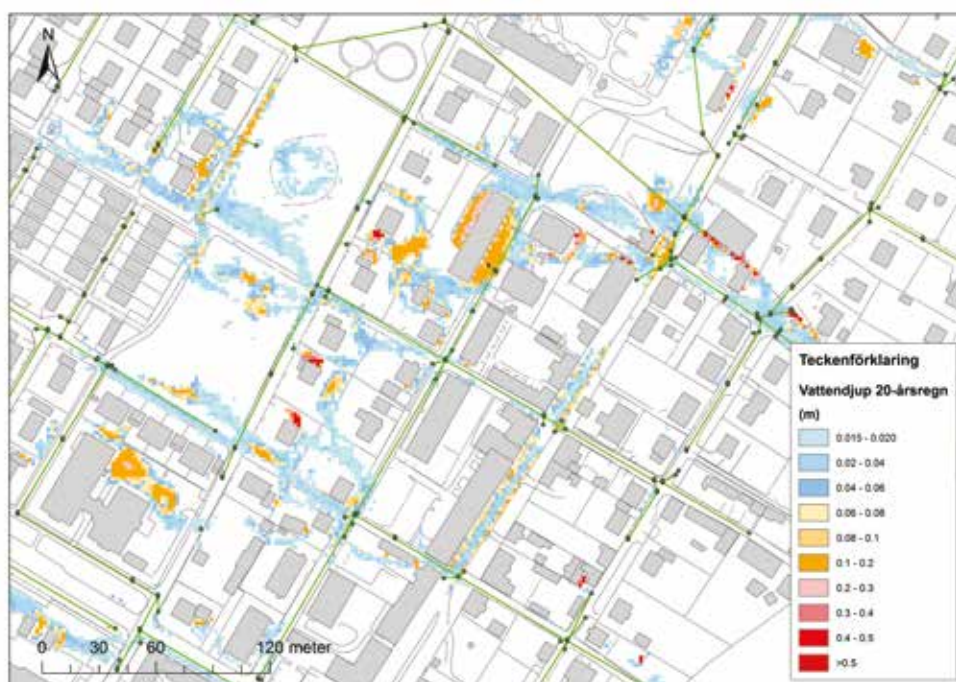 N
Teckenförklaring
Vattendjup 20-årsregn
(m)
0.015 - 0.020
0.02 - 0.04
0.04 - 0.06
0.06 - 0.08
0.08 - 0.1
0.1 - 0.2
0.2 - 0.3
0.3 - 0.4
0.4 - 0.5
>0.5
0 30 60 120 meter